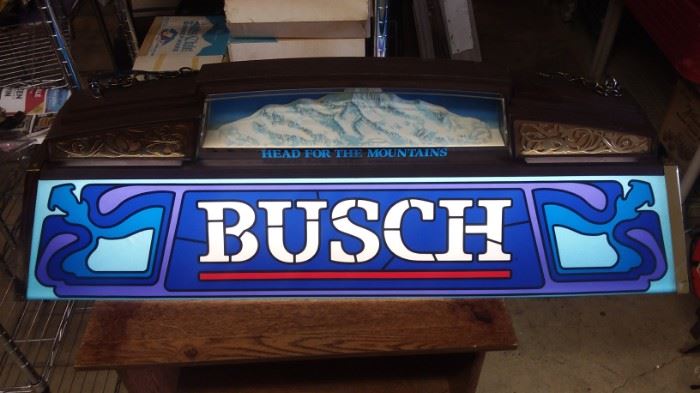 HEAD FOR THE MOUNTAINS
BUSCH